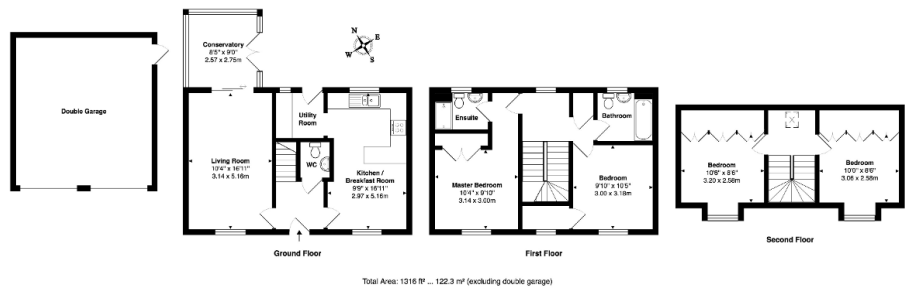 Double Garage
Conservatory
8'5" x 9'0"
2.57 x 2.75m
N
E
W
S
Utility
Room
Living Room
10'4" x 16'11"
3.14 x 5.16m
WC
Kitchen /
Breakfast Room
9'9" x 16'11"
2.97 x 5.16m
Ground Floor
Ensuite
Bathroom
Master Bedroom
10'4" x 9'10"
3.14 x 3.00m
Bedroom
9'10" x 10'5"
3.00 x 3.18m
First Floor
Bedroom
10'6" x 8'6"
3.20 x 2.58m
Bedroom
10'0" x 8'6"
3.06 x 2.58m
Second Floor
Total Area: 1316 ft² ... 122.3 m² (excluding double garage)